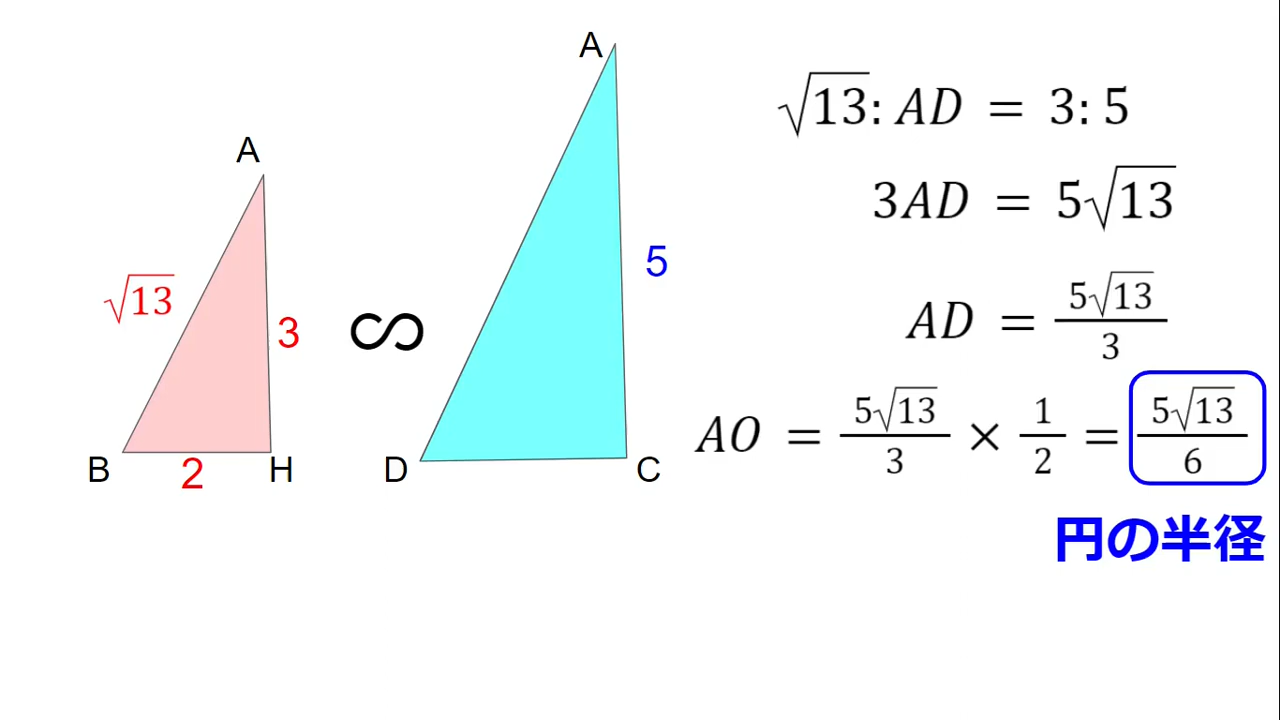 A
A
√13
3
B
2
H
∽
5
D
C
√13: AD = 3: 5
3AD = 5√13
AD = 5√13/3
AO = 5√13/3 × 1/2 = 5√13/6
円の半径